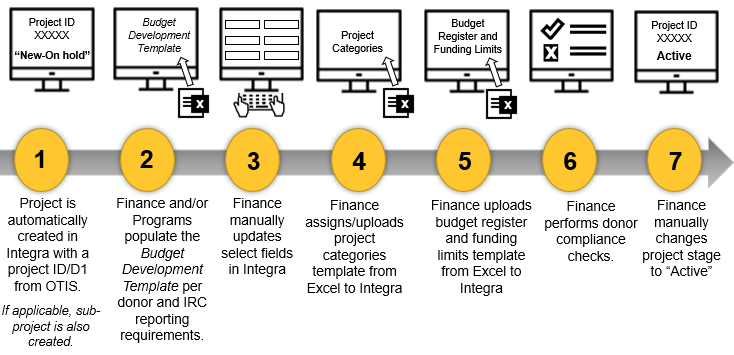 Project ID
XXXXX
“New-On hold”
Budget
Development
Template
X
Project
Categories
X
Budget
Register and
Funding Limits
X
Project ID
XXXXX
Active
1
2
3
4
5
6
7
Project is
automatically
created in
Integra with a
project ID/D1
from OTIS.
If applicable, sub-
project is also
created.
Finance and/or
Programs
populate the
Budget
Development
Template per
donor and IRC
reporting
requirements.
Finance
manually
updates
select fields
in Integra
Finance
assigns/uploads
project
categories
template from
Excel to Integra
Finance uploads
budget register
and funding
limits template
from Excel to
Integra
Finance
performs donor
compliance
checks.
Finance
manually
changes
project stage
to “Active”